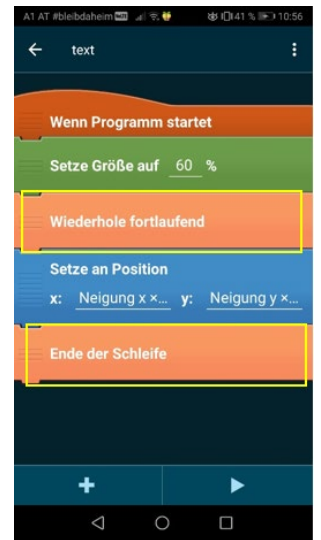 A1 AT #bleibdaheim 41 % 10:56
text
Wenn Programm startet
Setze Größe auf 60 %
Wiederhole fortlaufend
Setze an Position
x: Neigung x ×... y: Neigung y ×...
Ende der Schleife